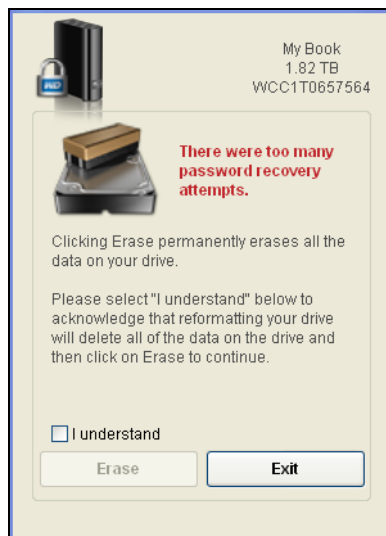 My Book
1.82 TB
WCC1T0657564
WD
There were too many
password recovery
attempts.
Clicking Erase permanently erases all the
data on your drive.
Please select "I understand" below to
acknowledge that reformatting your drive
will delete all of the data on the drive and
then click on Erase to continue.
I understand
Erase
Exit